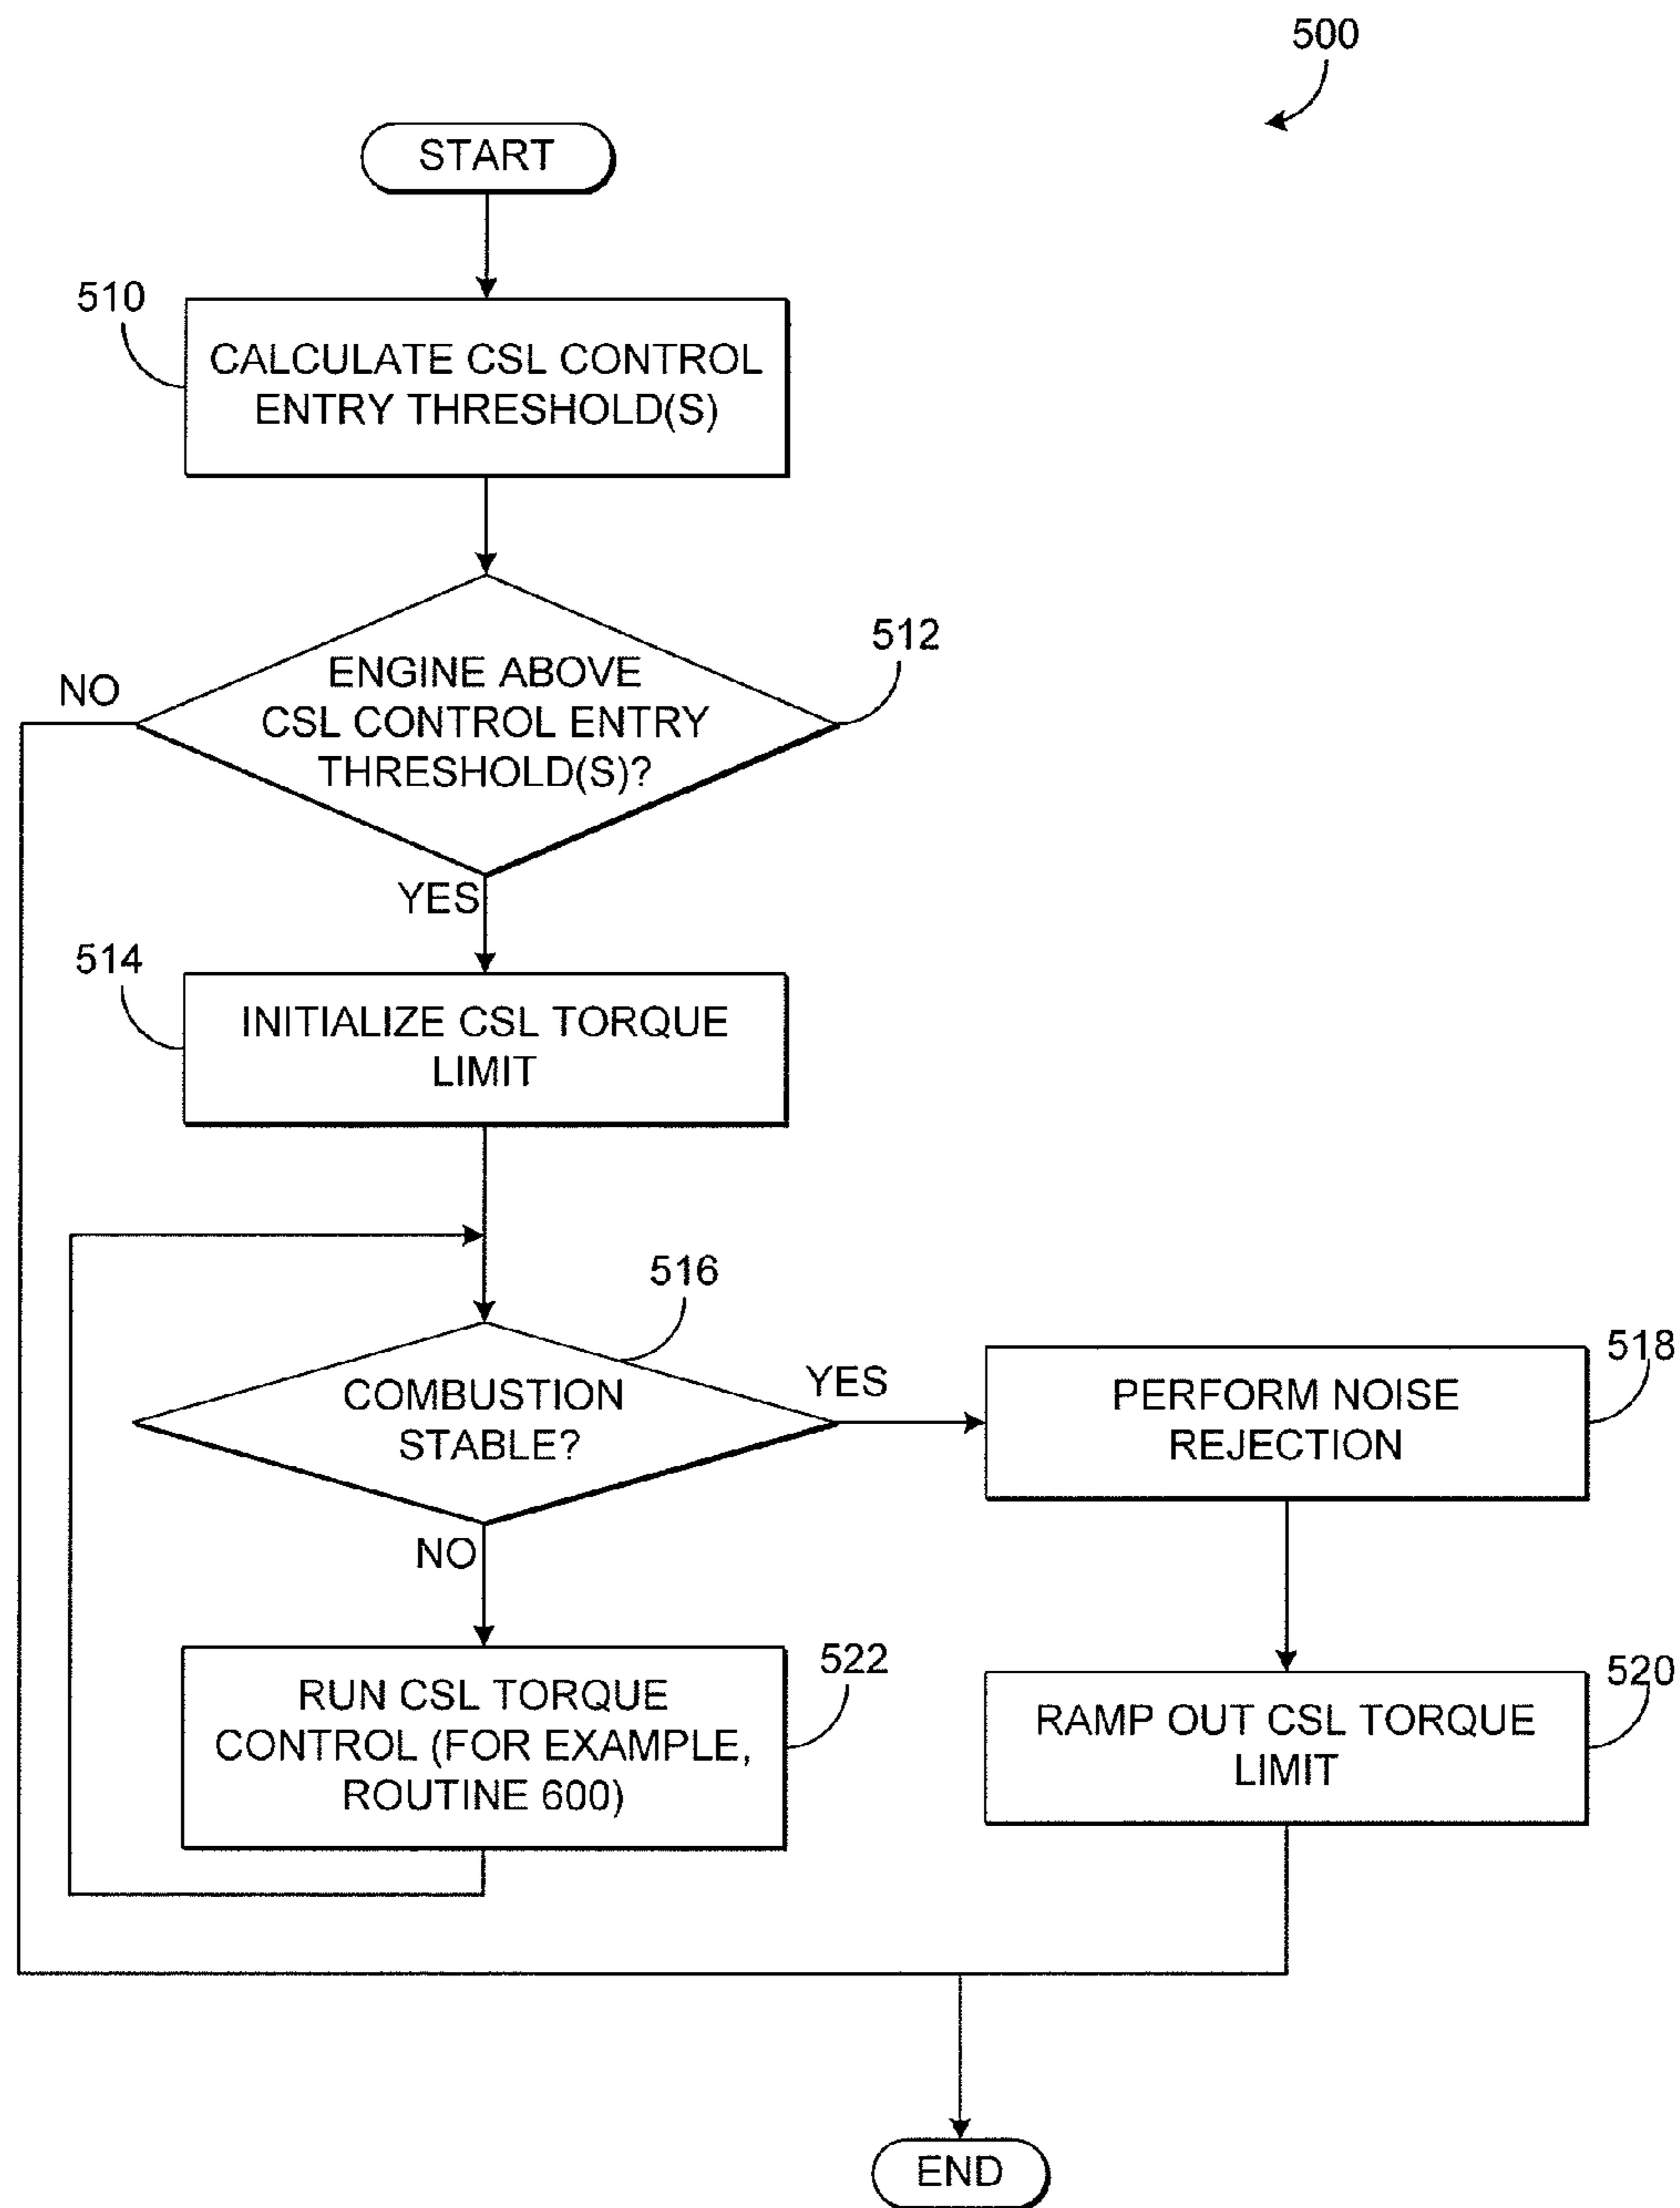 500
START
510
CALCULATE CSL CONTROL
ENTRY THRESHOLD(S)
512
NO
ENGINE ABOVE
CSL CONTROL ENTRY
THRESHOLD(S)?
YES
514
INITIALIZE CSL TORQUE
LIMIT
516
COMBUSTION
STABLE?
YES
518
PERFORM NOISE
REJECTION
NO
522
RUN CSL TORQUE
CONTROL (FOR EXAMPLE,
ROUTINE 600)
520
RAMP OUT CSL TORQUE
LIMIT
END